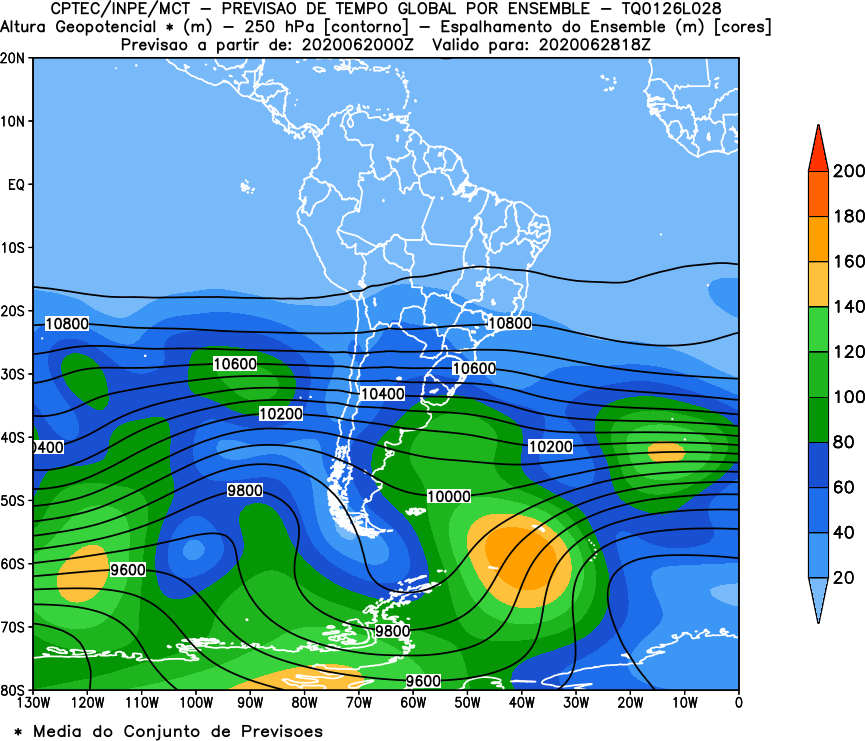 CPTEC/INPE/MCT – PREVISAO DE TEMPO GLOBAL POR ENSEMBLE – TQ0126L028
Altura Geopotencial * (m) – 250 hPa [contorno] – Espalhamento do Ensemble (m) [cores]
Previsao a partir de: 2020062000Z Valido para: 2020062818Z
20N
10N
EQ
10S
20S
30S
40S
50S
60S
70S
80S
10800
10800
10600
10600
10400
10200
0400
10200
9800
10000
9600
9800
9600
200
180
160
140
120
100
80
60
40
20
130W 120W 110W 100W 90W 80W 70W 60W 50W 40W 30W 20W 10W 0
* Media do Conjunto de Previsoes